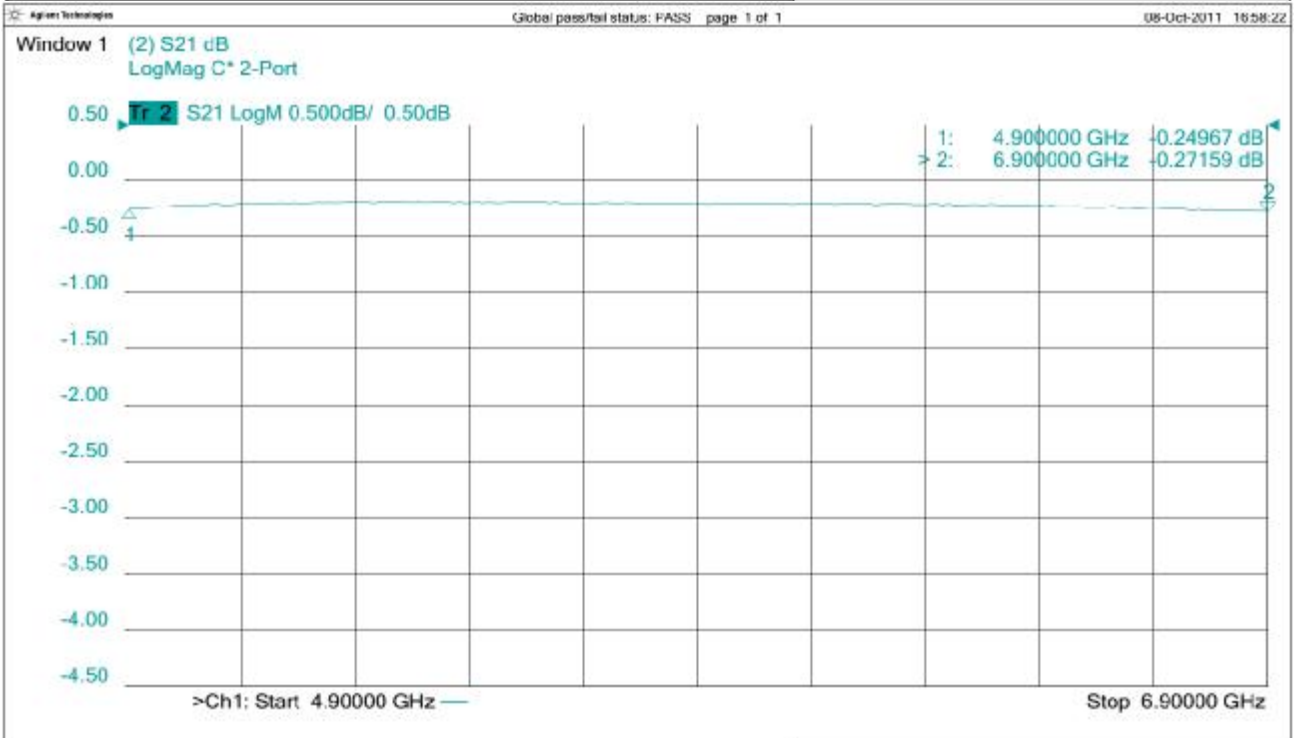 Agilent Technologies Global pass/fail status: PASS page 1 of 1 08-Oct-2011 16:58:22
Window 1 (2) S21 dB
LogMag C* 2-Port
0.50 Tr 2 S21 LogM 0.500dB/ 0.50dB
1: 4.900000 GHz -0.24967 dB
> 2: 6.900000 GHz -0.27159 dB
0.00
2
-0.50
1
-1.00
-1.50
-2.00
-2.50
-3.00
-3.50
-4.00
-4.50
>Ch1: Start 4.90000 GHz Stop 6.90000 GHz